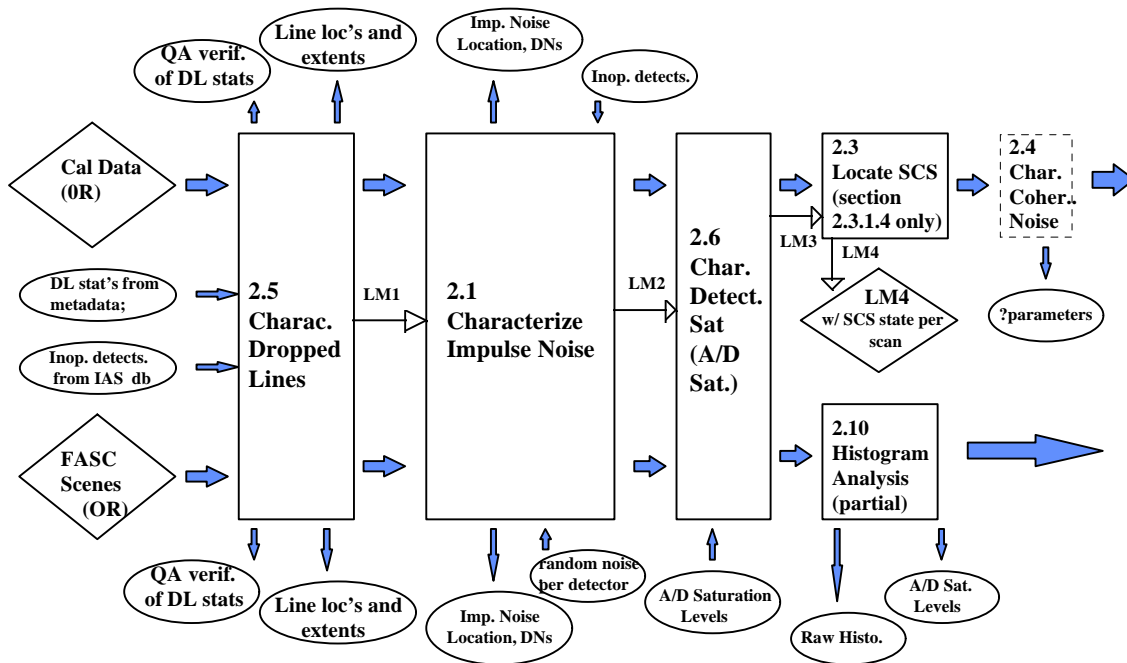 QA verif.
of DL stats
Line loc's and
extents
Imp. Noise
Location, DNs
Inop. detects.
Cal Data
(0R)
DL stat's from
metadata;
Inop. detects.
from IAS db
FASC
Scenes
(OR)
2.5
Charac.
Dropped
Lines
LM1
2.1
Characterize
Impulse Noise
LM2
2.6
Char.
Detect.
Sat
(A/D
Sat.)
LM3
2.3
Locate SCS
(section
2.3.1.4 only)
LM4
LM4
w/ SCS state per
scan
2.4
Char.
Coher..
Noise
?parameters
2.10
Histogram
Analysis
(partial)
QA verif.
of DL stats
Line loc's and
extents
Imp. Noise
Location, DNs
random noise
per detector
A/D Saturation
Levels
Raw Histo.
A/D Sat.
Levels